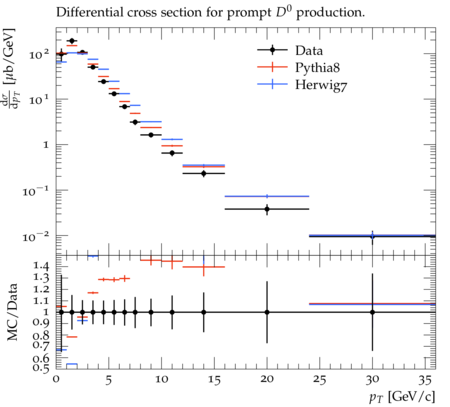 Differential cross section for prompt D⁰ production.
dσ/dp_T [μb/GeV]
Data
Pythia8
Herwig7
10²
10¹
1
10⁻¹
10⁻²
MC/Data
1.4
1.3
1.2
1.1
1
0.9
0.8
0.7
0.6
0.5
0 5 10 15 20 25 30 35
p_T [GeV/c]